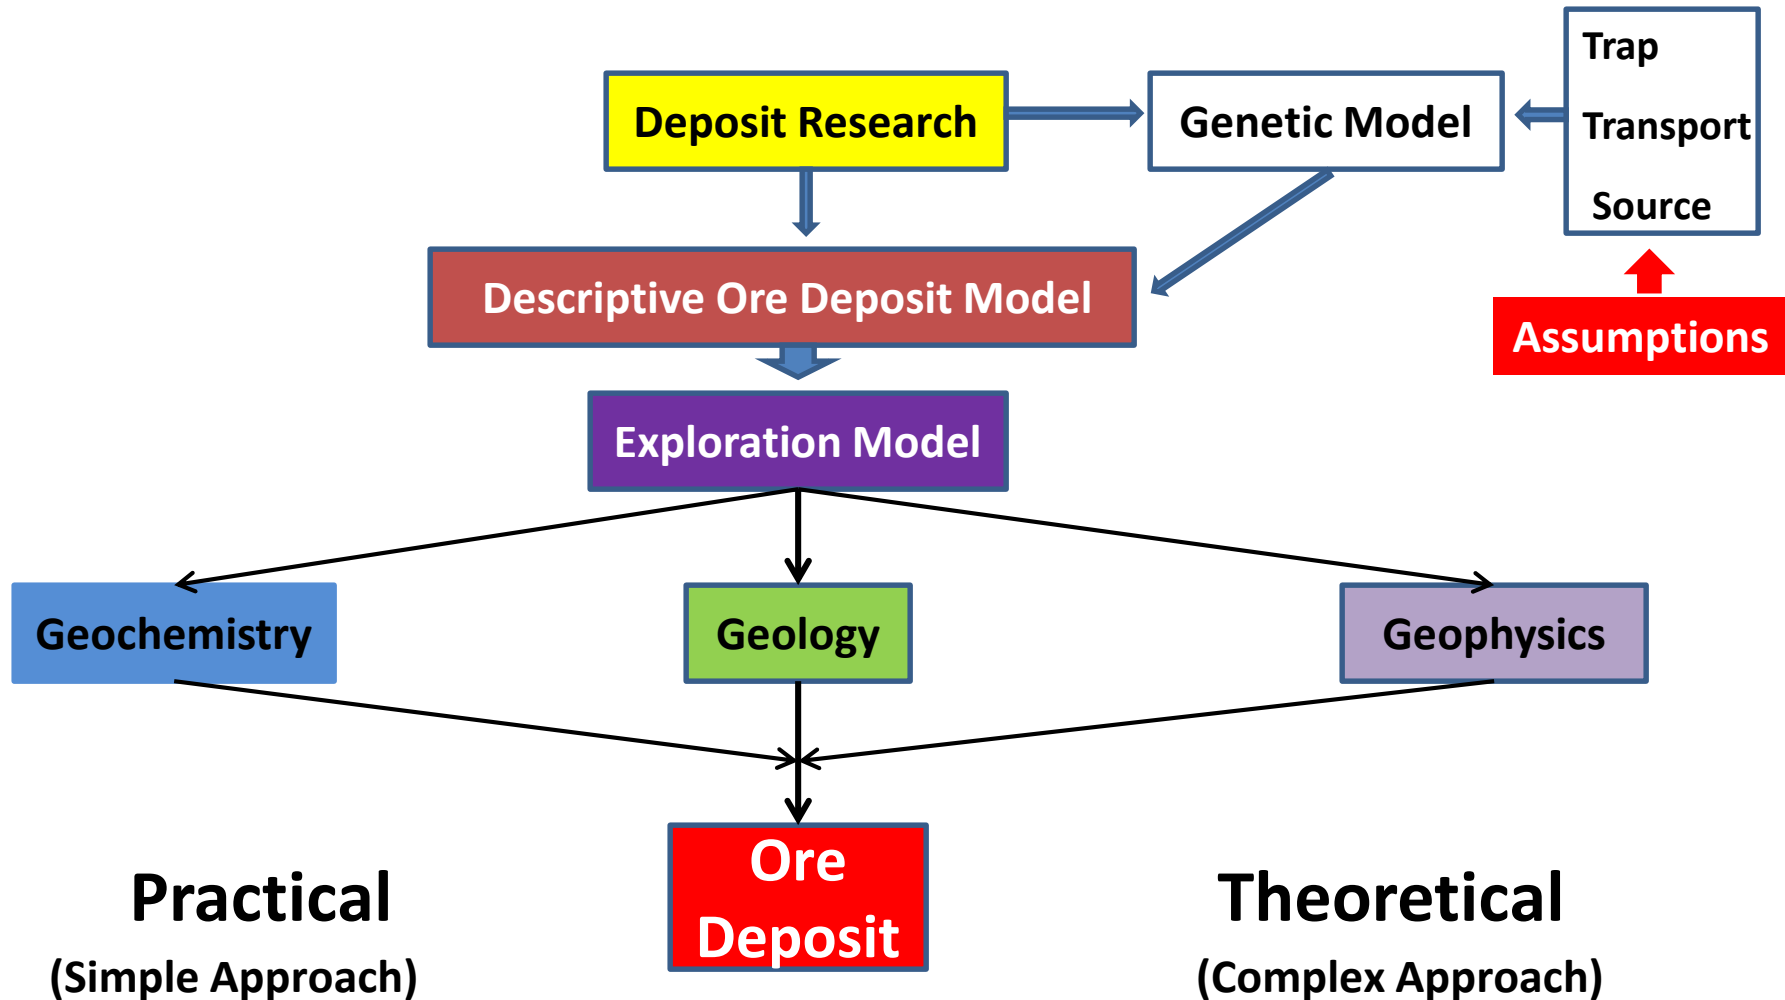 Trap
Deposit Research
Genetic Model
Transport
Source
Descriptive Ore Deposit Model
Assumptions
Exploration Model
Geochemistry
Geology
Geophysics
Ore
Deposit
Practical
(Simple Approach)
Theoretical
(Complex Approach)